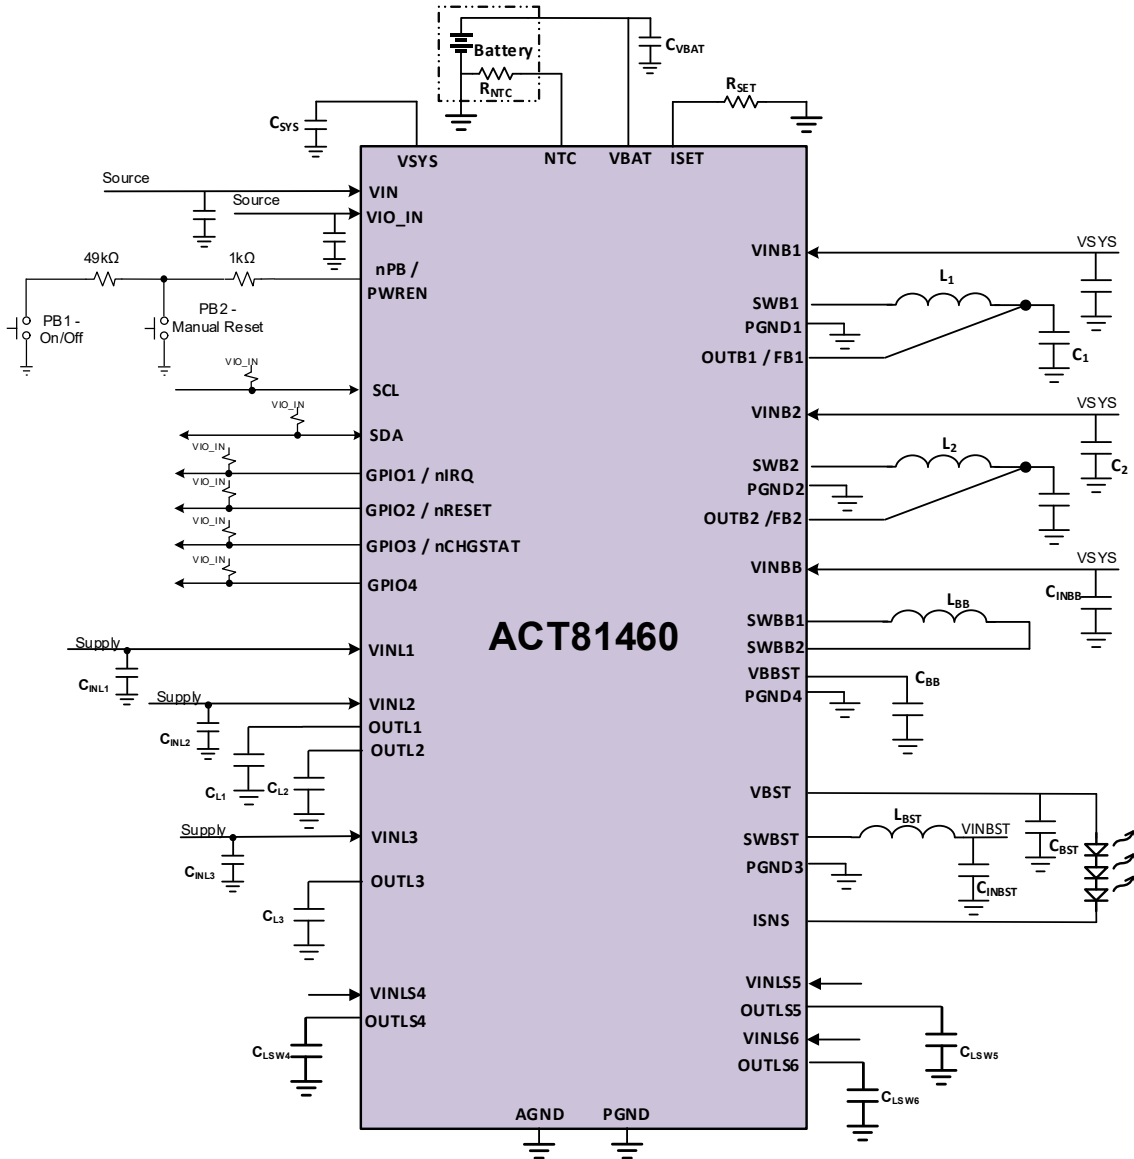 Battery
C_VBAT
R_NTC
R_SET
C_SYS
VSYS
NTC
VBAT
ISET
Source
VIN
Source
VIO_IN
49kΩ
1kΩ
nPB /
PWREN
PB1 -
On/Off
PB2 -
Manual Reset
VIO_IN
SCL
VIO_IN
SDA
VIO_IN
GPIO1 / nIRQ
VIO_IN
GPIO2 / nRESET
VIO_IN
GPIO3 / nCHGSTAT
VIO_IN
GPIO4
Supply
VINL1
C_INL1
Supply
VINL2
C_INL2
OUTL1
OUTL2
C_L1
C_L2
Supply
VINL3
C_INL3
OUTL3
C_L3
VINLS4
OUTLS4
C_LSW4
ACT81460
VINB1
VSYS
L1
SWB1
PGND1
OUTB1 / FB1
C1
VINB2
VSYS
L2
SWB2
C2
PGND2
OUTB2 /FB2
VINBB
VSYS
C_INBB
L_BB
SWBB1
SWBB2
VBBST
C_BB
PGND4
VBST
L_BST
VINBST
SWBST
C_BST
PGND3
C_INBST
ISNS
VINLS5
OUTLS5
VINLS6
C_LSW5
OUTLS6
C_LSW6
AGND
PGND